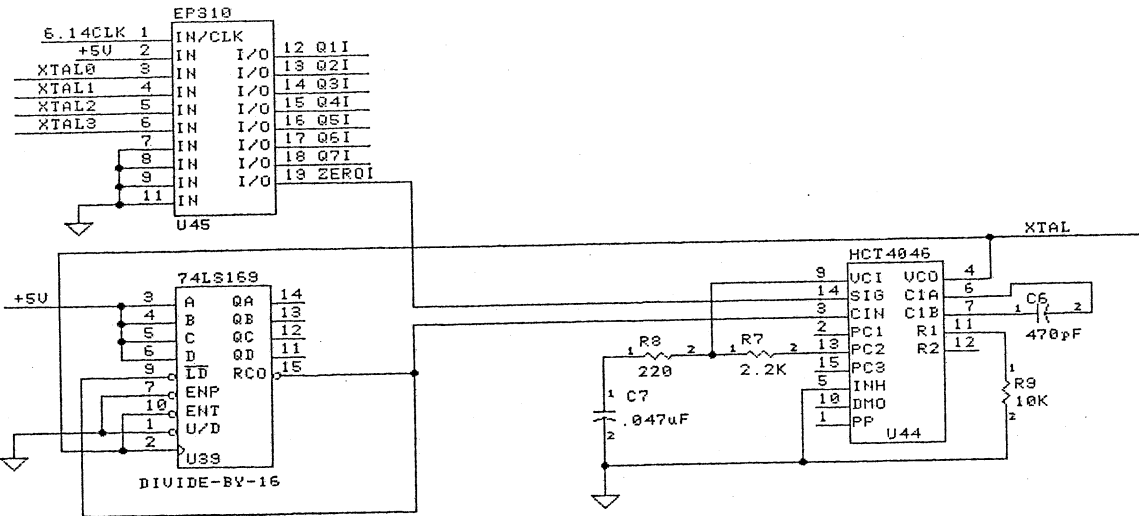 EP310
6.14CLK 1 IN/CLK
+5V 2 IN I/O 12 Q1I
XTAL0 3 IN I/O 13 Q2I
XTAL1 4 IN I/O 14 Q3I
XTAL2 5 IN I/O 15 Q4I
XTAL3 6 IN I/O 16 Q5I
7 IN I/O 17 Q6I
8 IN I/O 18 Q7I
9 IN I/O 19 ZEROI
11 IN
U45
XTAL
74LS169
+5V 3 A QA 14
4 B QB 13
5 C QC 12
6 D QD 11
9 LD RCO 15
7 ENP
10 ENT
1 U/D
2 U39
DIVIDE-BY-16
HCT4046
9 VCI VCO 4
14 SIG C1A 6
3 CIN C1B 7
2 PC1 R1 11
13 PC2 R2 12
15 PC3
5 INH
10 DMO
1 PP
U44
1 C6 2
470pF
1 R8 2
220
1 R7 2
2.2K
1 C7
.047uF
2
1
R9
10K
2